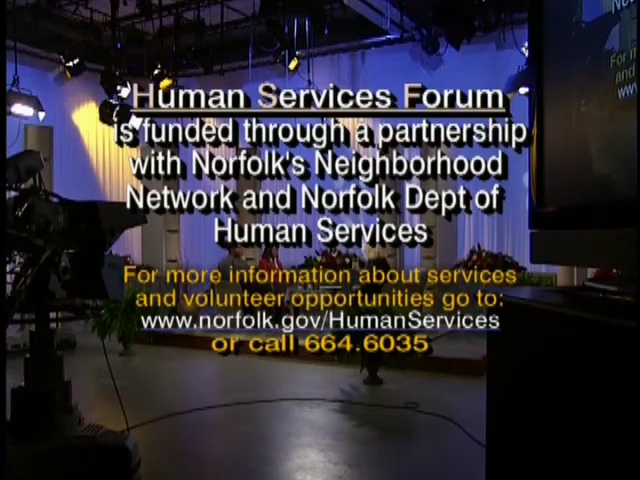 Human Services Forum
is funded through a partnership
with Norfolk's Neighborhood
Network and Norfolk Dept of
Human Services
For more information about services
and volunteer opportunities go to:
www.norfolk.gov/HumanServices
or call 664.6035